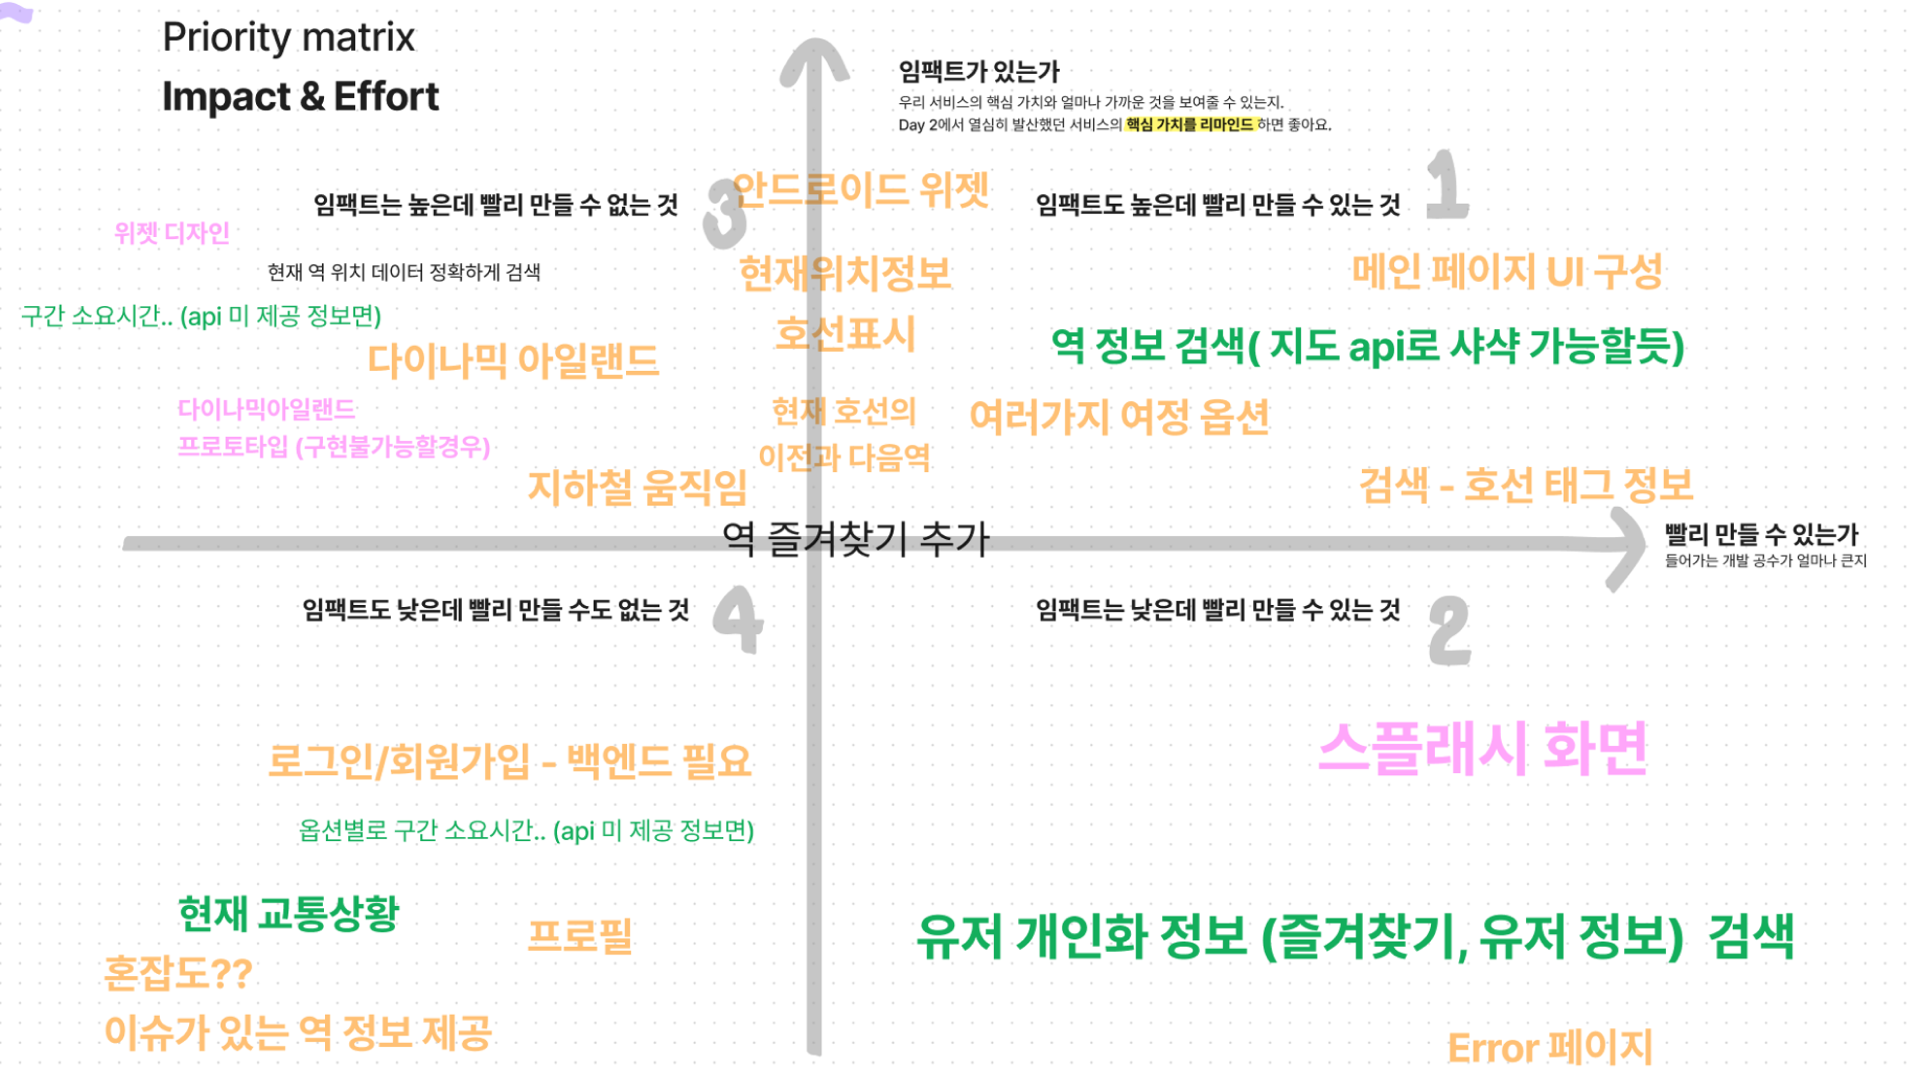 Priority matrix
Impact & Effort
임팩트가 있는가
우리 서비스의 핵심 가치와 얼마나 가까운 것을 보여줄 수 있는지.
Day 2에서 열심히 발산했던 서비스의 핵심 가치를 리마인드 하면 좋아요.
임팩트는 높은데 빨리 만들 수 없는 것
3
위젯 디자인
현재 역 위치 데이터 정확하게 검색
구간 소요시간.. (api 미 제공 정보면)
다이나믹 아일랜드
다이나믹아일랜드
프로토타입 (구현불가능할경우)
지하철 움직임
안드로이드 위젯
현재위치정보
호선표시
현재 호선의
이전과 다음역
임팩트도 높은데 빨리 만들 수 있는 것
1
메인 페이지 UI 구성
역 정보 검색( 지도 api로 샤샥 가능할듯)
여러가지 여정 옵션
검색 - 호선 태그 정보
역 즐겨찾기 추가
빨리 만들 수 있는가
들어가는 개발 공수가 얼마나 큰지
임팩트도 낮은데 빨리 만들 수도 없는 것
4
로그인/회원가입 - 백엔드 필요
옵션별로 구간 소요시간.. (api 미 제공 정보면)
현재 교통상황
프로필
혼잡도??
이슈가 있는 역 정보 제공
임팩트는 낮은데 빨리 만들 수 있는 것
2
스플래시 화면
유저 개인화 정보 (즐겨찾기, 유저 정보) 검색
Error 페이지